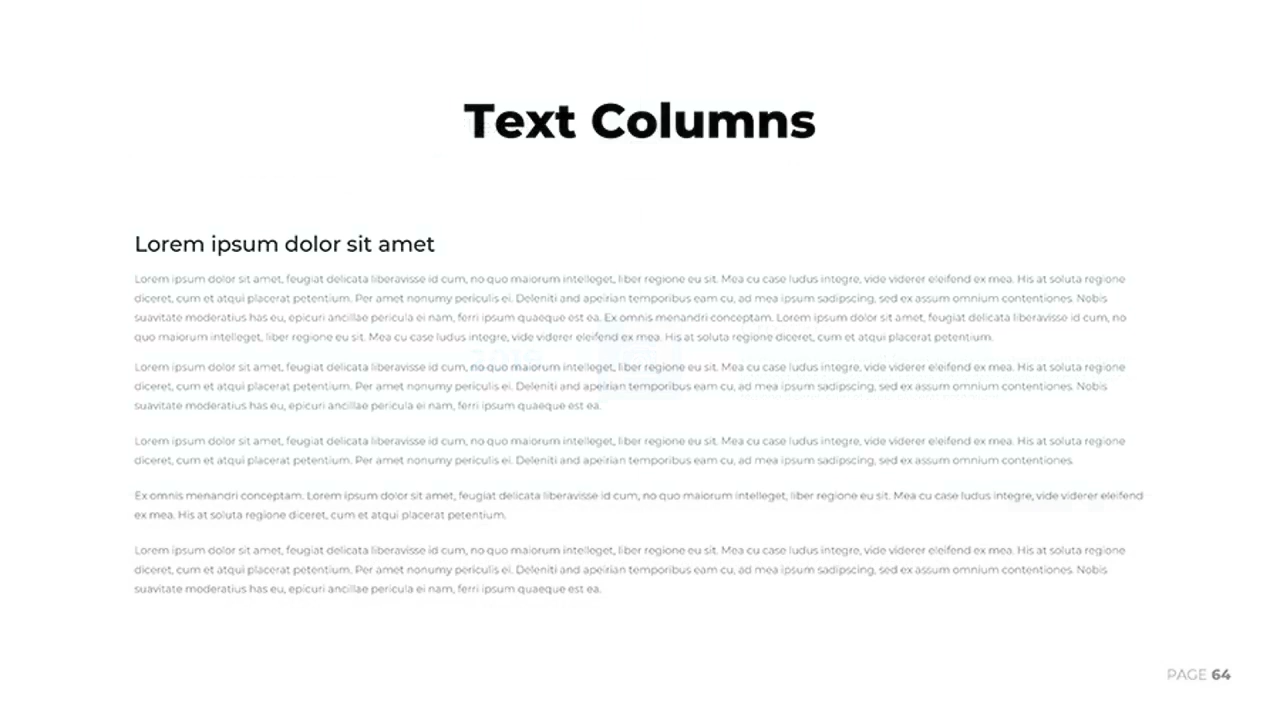 Text Columns
Lorem ipsum dolor sit amet
Lorem ipsum dolor sit amet, feugiat delicata liberavisse id cum, no quo maiorum intelleget, liber regione eu sit. Mea cu case ludus integre, vide viderer eleifend ex mea. His at soluta regione
diceret, cum et atqui placerat petentium. Per amet nonumy periculis ei. Deleniti and apeirian temporibus eam cu, ad mea ipsum sadipscing, sed ex assum omnium contentiones. Nobis
suavitate moderatius has eu, epicuri ancillae pericula ei nam, ferri ipsum quaeque est ea. Ex omnis menandri conceptam. Lorem ipsum dolor sit amet, feugiat delicata liberavisse id cum, no
quo maiorum intelleget, liber regione eu sit. Mea cu case ludus integre, vide viderer eleifend ex mea. His at soluta regione diceret, cum et atqui placerat petentium.
Lorem ipsum dolor sit amet, feugiat delicata liberavisse id cum, no quo maiorum intelleget, liber regione eu sit. Mea cu case ludus integre, vide viderer eleifend ex mea. His at soluta regione
diceret, cum et atqui placerat petentium. Per amet nonumy periculis ei. Deleniti and apeirian temporibus eam cu, ad mea ipsum sadipscing, sed ex assum omnium contentiones. Nobis
suavitate moderatius has eu, epicuri ancillae pericula ei nam, ferri ipsum quaeque est ea.
Lorem ipsum dolor sit amet, feugiat delicata liberavisse id cum, no quo maiorum intelleget, liber regione eu sit. Mea cu case ludus integre, vide viderer eleifend ex mea. His at soluta regione
diceret, cum et atqui placerat petentium. Per amet nonumy periculis ei. Deleniti and apeirian temporibus eam cu, ad mea ipsum sadipscing, sed ex assum omnium contentiones.
Ex omnis menandri conceptam. Lorem ipsum dolor sit amet, feugiat delicata liberavisse id cum, no quo maiorum intelleget, liber regione eu sit. Mea cu case ludus integre, vide viderer eleifend
ex mea. His at soluta regione diceret, cum et atqui placerat petentium.
Lorem ipsum dolor sit amet, feugiat delicata liberavisse id cum, no quo maiorum intelleget, liber regione eu sit. Mea cu case ludus integre, vide viderer eleifend ex mea. His at soluta regione
diceret, cum et atqui placerat petentium. Per amet nonumy periculis ei. Deleniti and apeirian temporibus eam cu, ad mea ipsum sadipscing, sed ex assum omnium contentiones. Nobis
suavitate moderatius has eu, epicuri ancillae pericula ei nam, ferri ipsum quaeque est ea.
PAGE 64